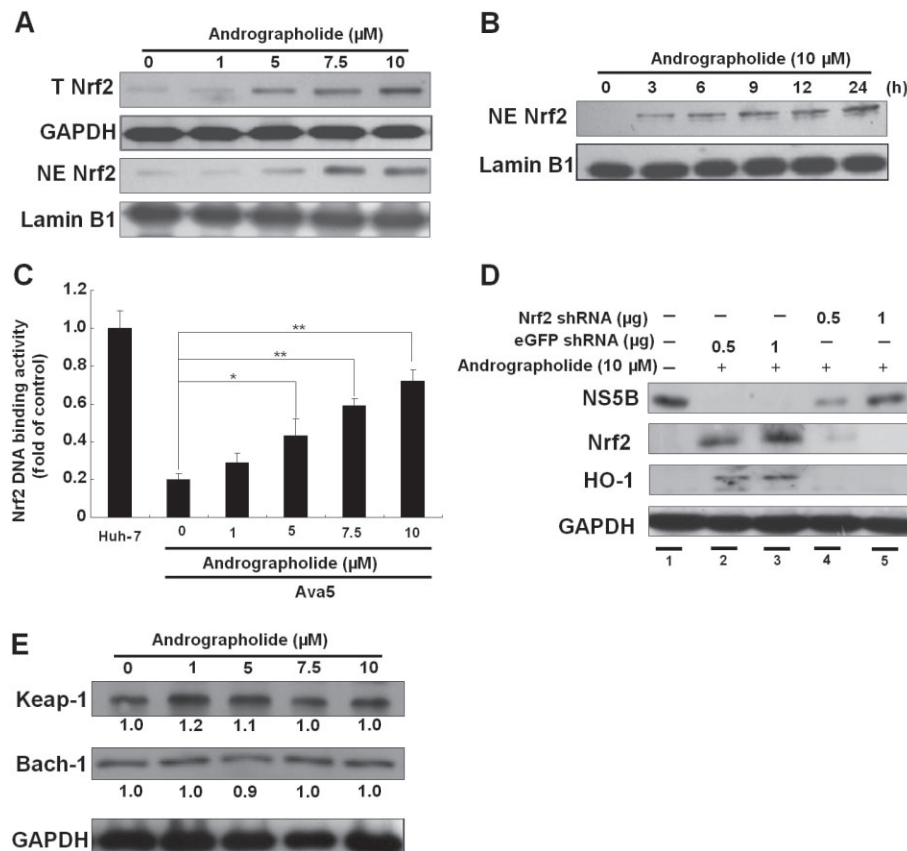 A
Andrographolide (µM)
0 1 5 7.5 10
T Nrf2
GAPDH
NE Nrf2
Lamin B1
B
Andrographolide (10 µM)
0 3 6 9 12 24 (h)
NE Nrf2
Lamin B1
C
Nrf2 DNA binding activity
(fold of control)
1.2
1.0
0.8
0.6
0.4
0.2
0
**
**
*
Huh-7 0 1 5 7.5 10
Andrographolide (µM)
Ava5
D
Nrf2 shRNA (µg) – – – 0.5 1
eGFP shRNA (µg) – 0.5 1 – –
Andrographolide (10 µM) – + + + +
NS5B
Nrf2
HO-1
GAPDH
1 2 3 4 5
E
Andrographolide (µM)
0 1 5 7.5 10
Keap-1
1.0 1.2 1.1 1.0 1.0
Bach-1
1.0 1.0 0.9 1.0 1.0
GAPDH